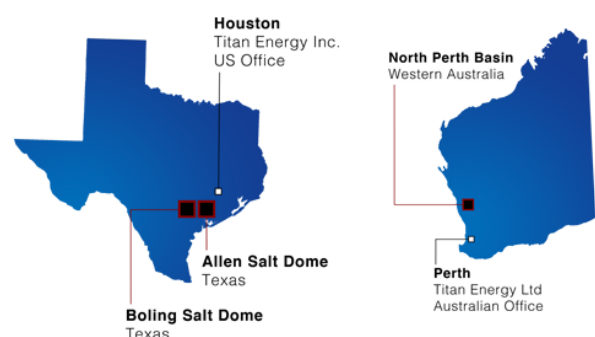 Houston
Titan Energy Inc.
US Office
North Perth Basin
Western Australia
Allen Salt Dome
Texas
Boling Salt Dome
Texas
Perth
Titan Energy Ltd
Australian Office